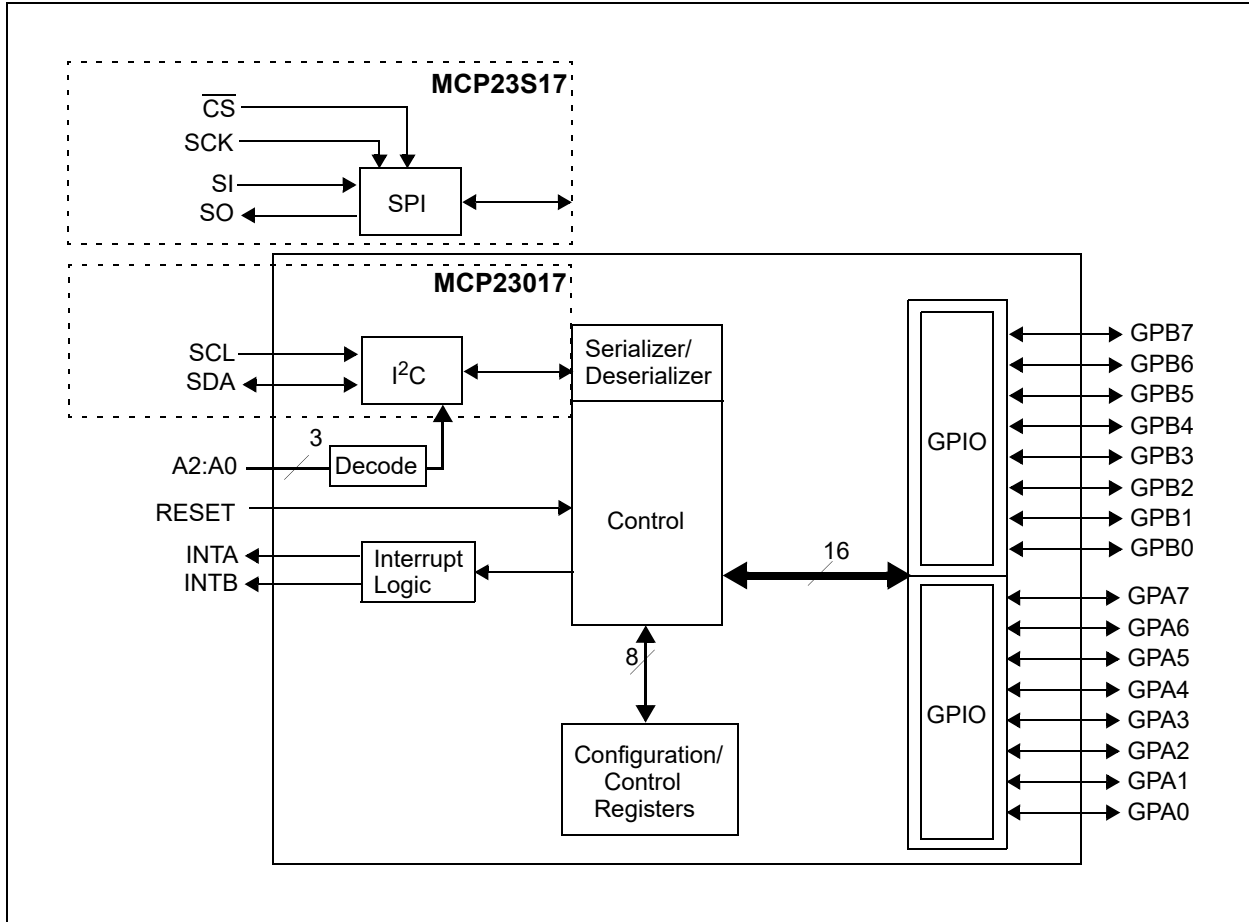 MCP23S17
CS
SCK
SI
SO
SPI
MCP23017
SCL
SDA
I²C
Serializer/
Deserializer
3
A2:A0
Decode
RESET
Control
INTA
INTB
Interrupt
Logic
16
8
Configuration/
Control
Registers
GPIO
GPB7
GPB6
GPB5
GPB4
GPB3
GPB2
GPB1
GPB0
GPIO
GPA7
GPA6
GPA5
GPA4
GPA3
GPA2
GPA1
GPA0